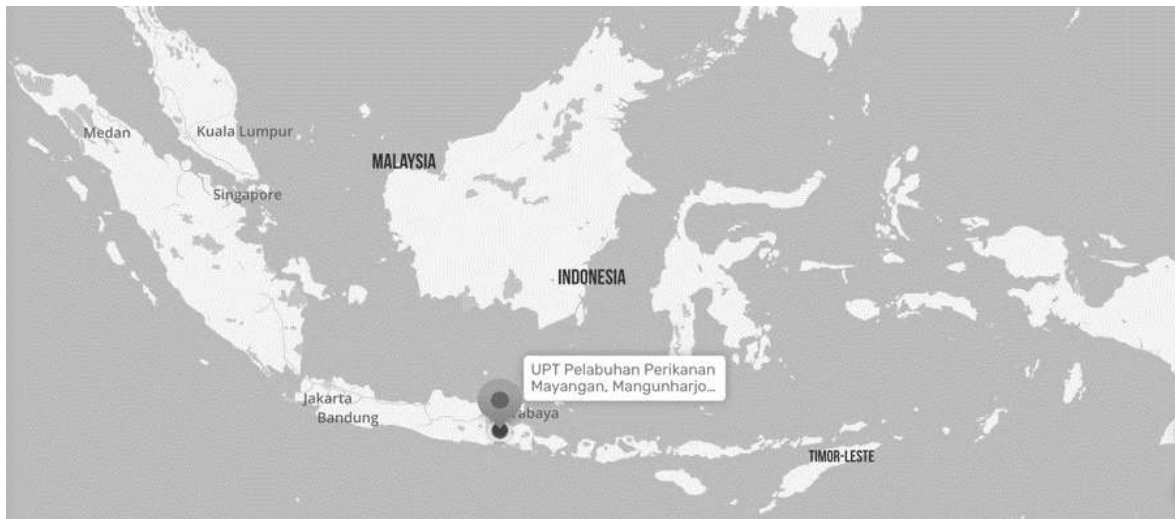 Medan
Kuala Lumpur
MALAYSIA
Singapore
INDONESIA
UPT Pelabuhan Perikanan
Mayangan, Mangunharjo...
Jakarta
Bandung
rabaya
TIMOR-LESTE